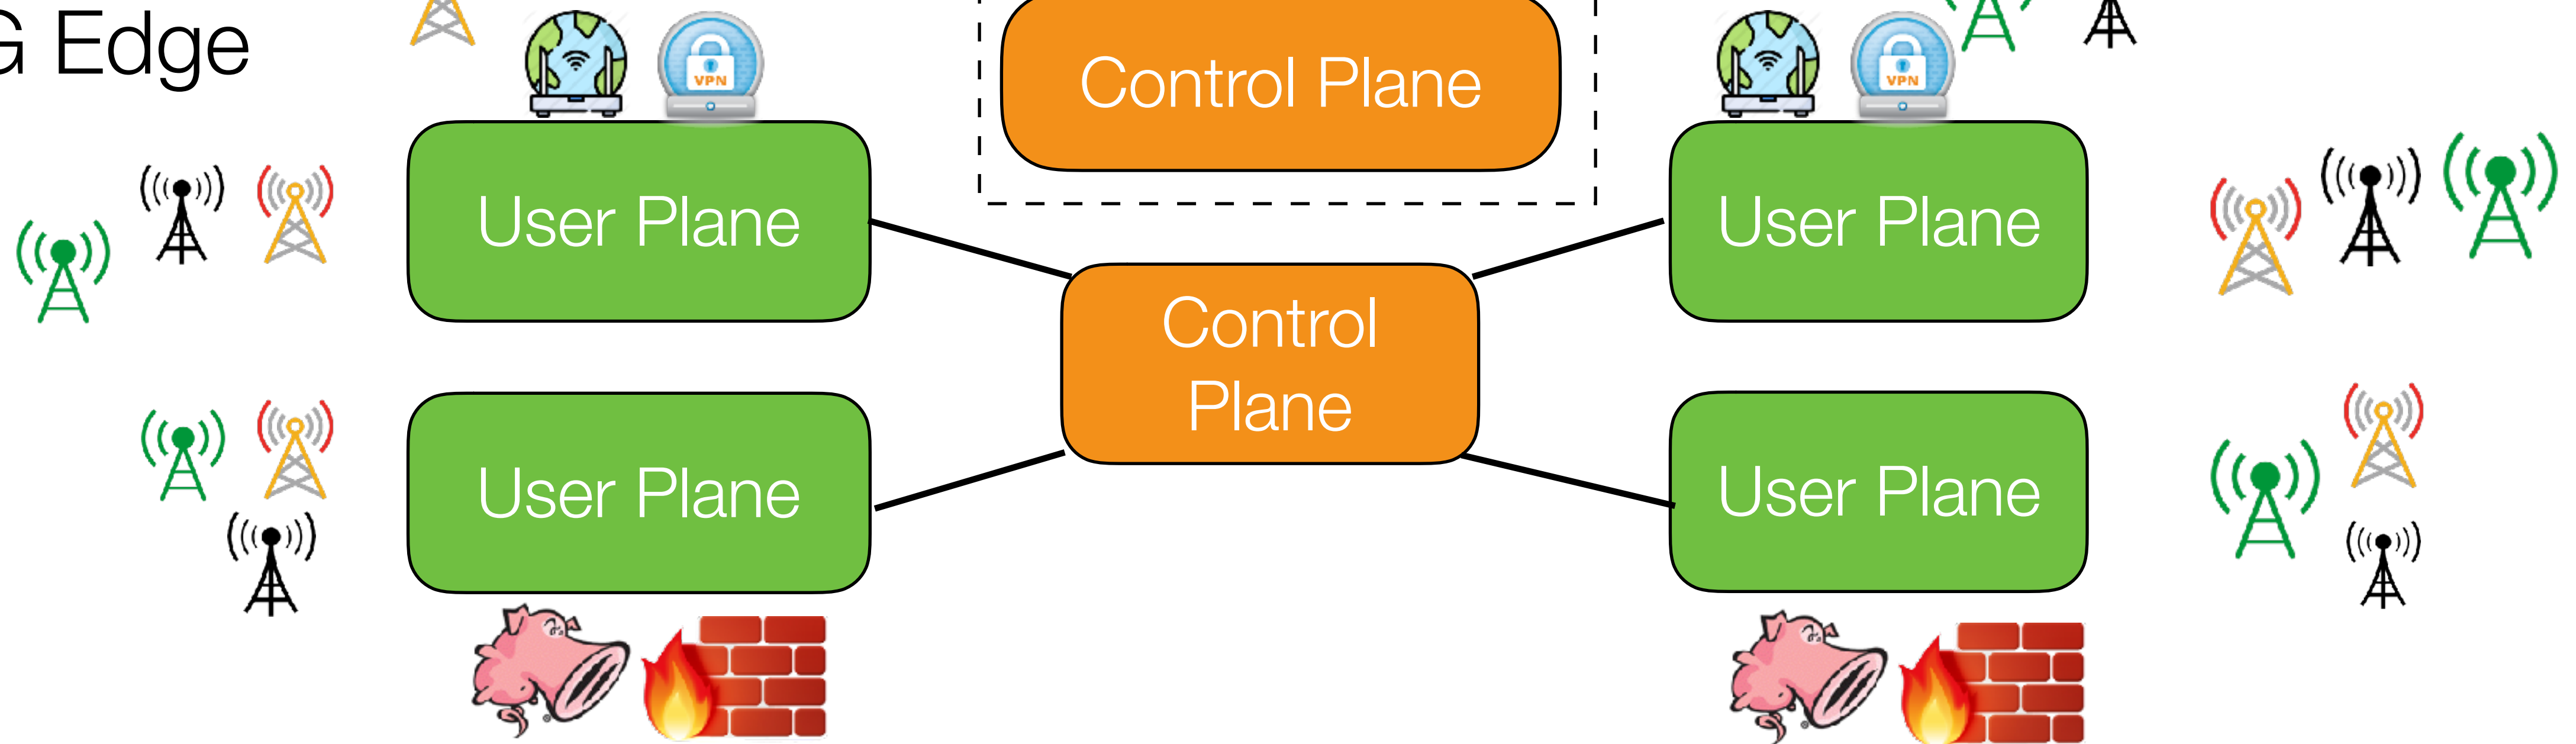 G Edge
VPN
Control Plane
VPN
User Plane
User Plane
Control
Plane
User Plane
User Plane